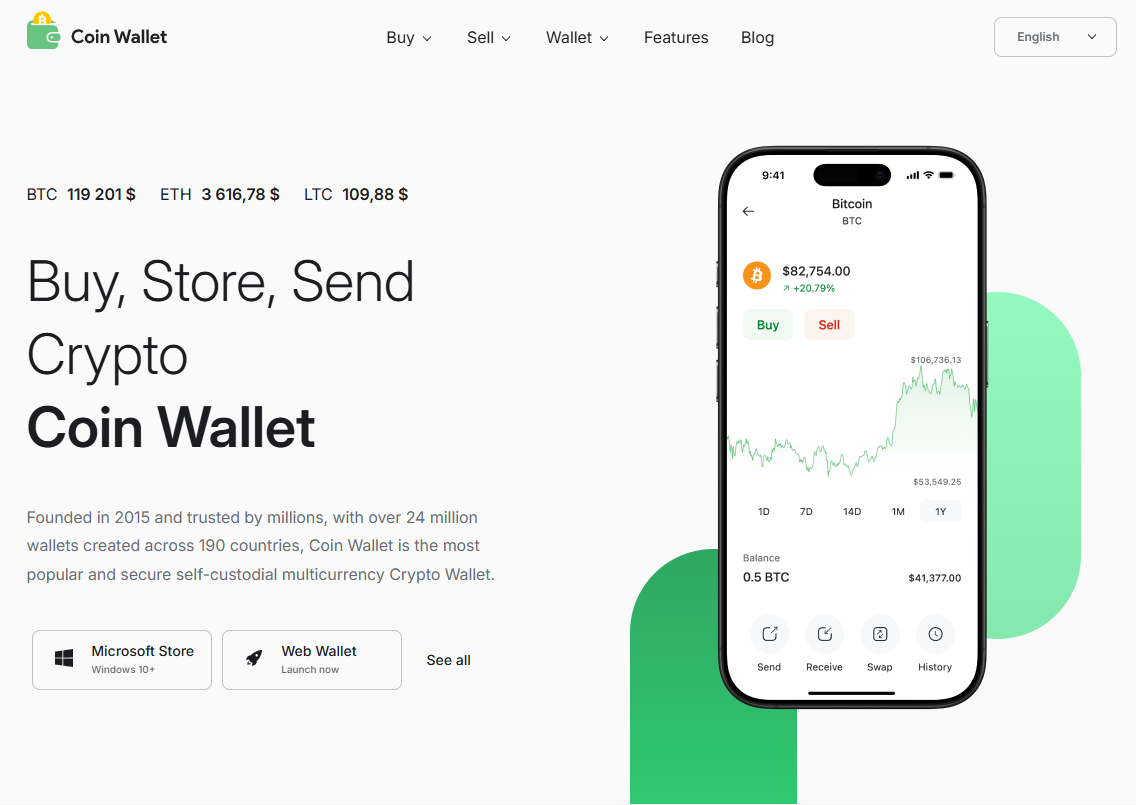 Coin Wallet
Buy Sell Wallet Features Blog
English
BTC 119 201 $ ETH 3 616,78 $ LTC 109,88 $
Buy, Store, Send
Crypto
Coin Wallet
Founded in 2015 and trusted by millions, with over 24 million
wallets created across 190 countries, Coin Wallet is the most
popular and secure self-custodial multicurrency Crypto Wallet.
Microsoft Store
Windows 10+
Web Wallet
Launch now
See all
9:41
Bitcoin
BTC
$82,754.00
+20.79%
Buy Sell
$106,736.13
$53,549.25
1D 7D 14D 1M 1Y
Balance
0.5 BTC $41,377.00
Send Receive Swap History